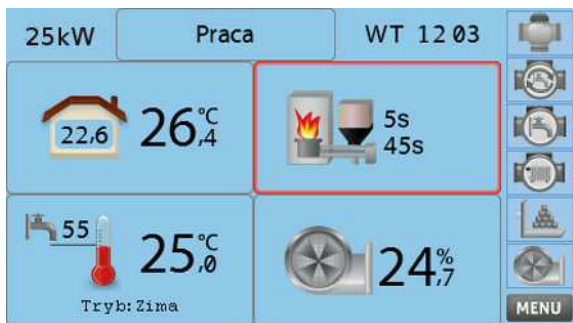 25kW Praca WT 12 03
22,6 26,4 °C
5s
45s
55 25,0 °C
24,7 %
Tryb: Zima
MENU